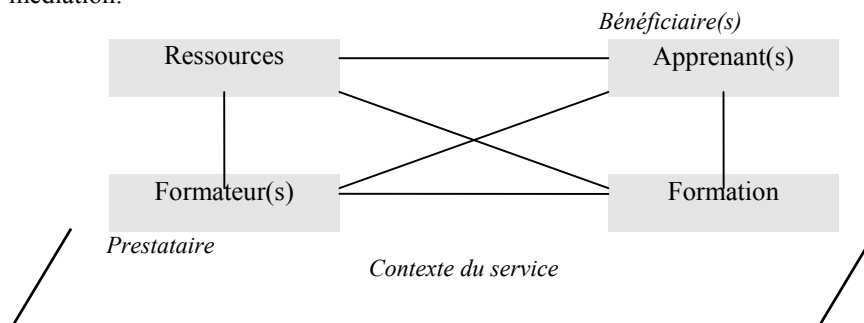 médiation.
Bénéficiaire(s)
Ressources
Apprenant(s)
Formateur(s)
Formation
Prestataire
Contexte du service